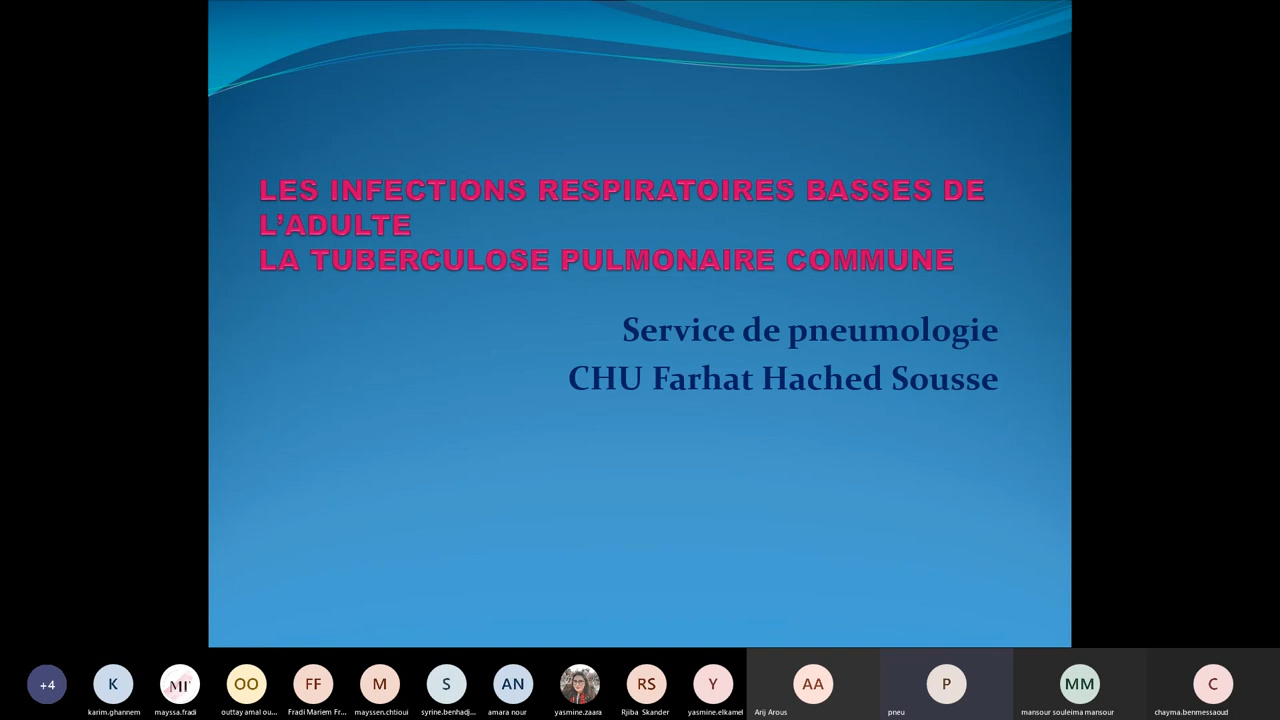 LES INFECTIONS RESPIRATOIRES BASSES DE
L'ADULTE
LA TUBERCULOSE PULMONAIRE COMMUNE
Service de pneumologie
CHU Farhat Hached Sousse
+4
K
MF
OO
FF
M
S
AN
RS
Y
AA
P
MM
C
karim.ghannem
mayssa.fradi
outtay amal ou...
Fradi Mariem Fr...
mayssen.chtioui
syrine.benhadj...
amara nour
yasmine.zaara
Rjiba Skander
yasmine.elkamel
Arij Arous
pneu
mansour souleima mansour
chayma.benmessaoud